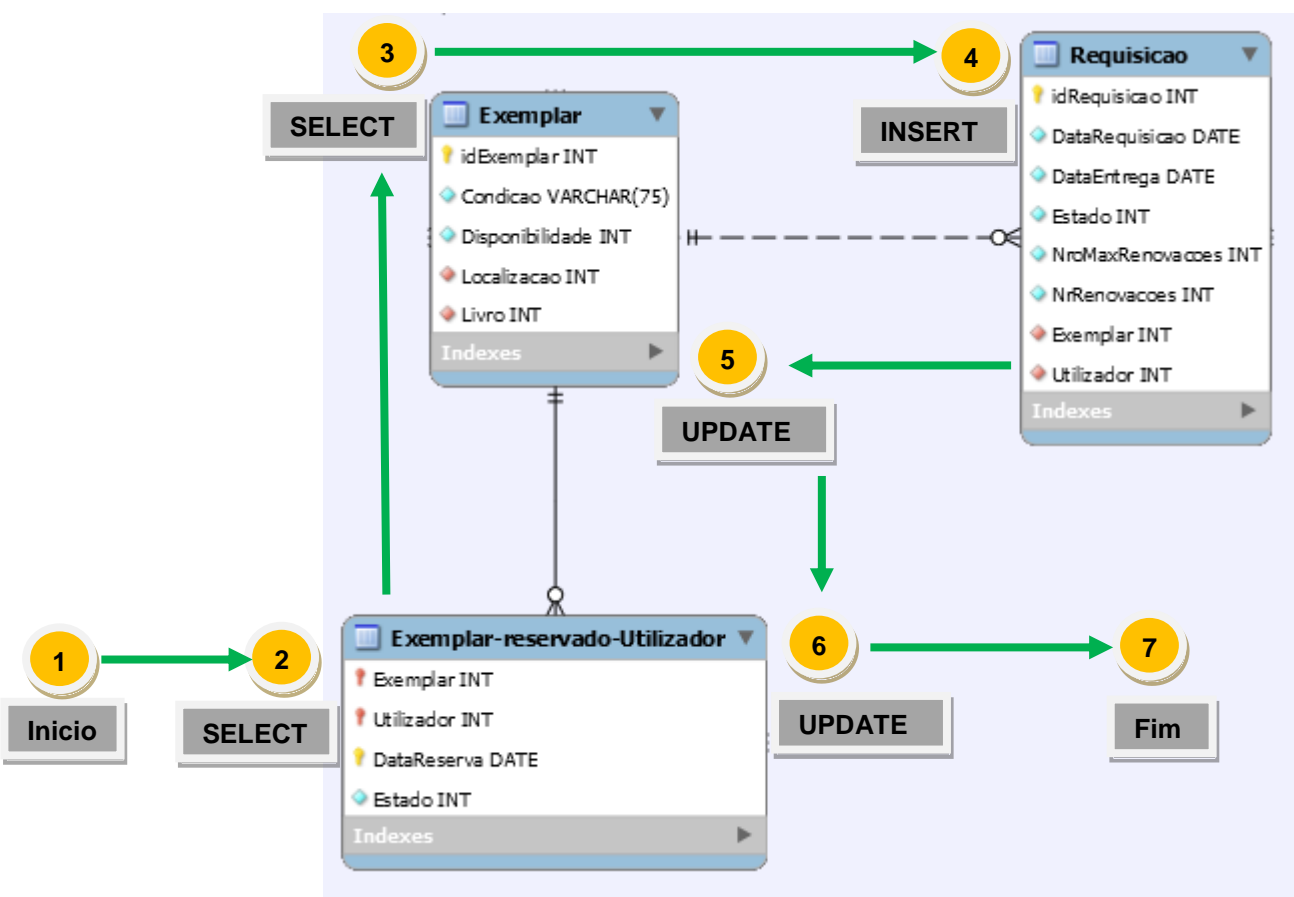 3
SELECT
4
INSERT
Exemplar
idExemplar INT
Condicao VARCHAR(75)
Disponibilidade INT
Localizacao INT
Livro INT
Indexes
Requisicao
idRequisicao INT
DataRequisicao DATE
DataEntrega DATE
Estado INT
NroMaxRenovacoes INT
NrRenovacoes INT
Exemplar INT
Utilizador INT
Indexes
5
UPDATE
1
Inicio
2
SELECT
Exemplar-reservado-Utilizador
Exemplar INT
Utilizador INT
DataReserva DATE
Estado INT
Indexes
6
UPDATE
7
Fim